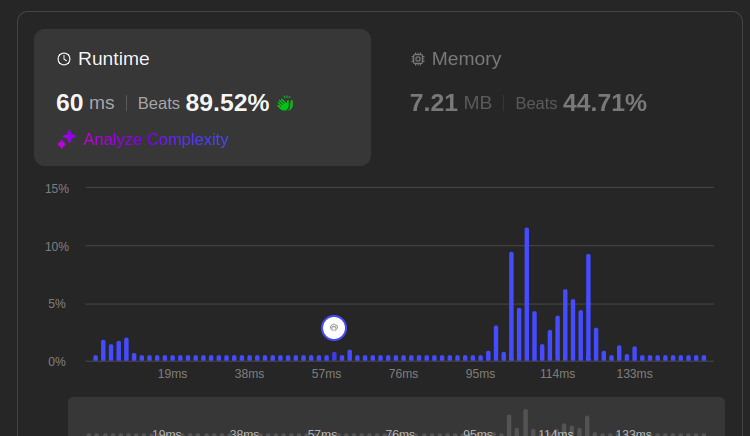 Runtime
Memory
60 ms | Beats 89.52%
7.21 MB | Beats 44.71%
Analyze Complexity
15%
10%
5%
0%
19ms 38ms 57ms 76ms 95ms 114ms 133ms
19ms 38ms 57ms 76ms 95ms 114ms 133ms